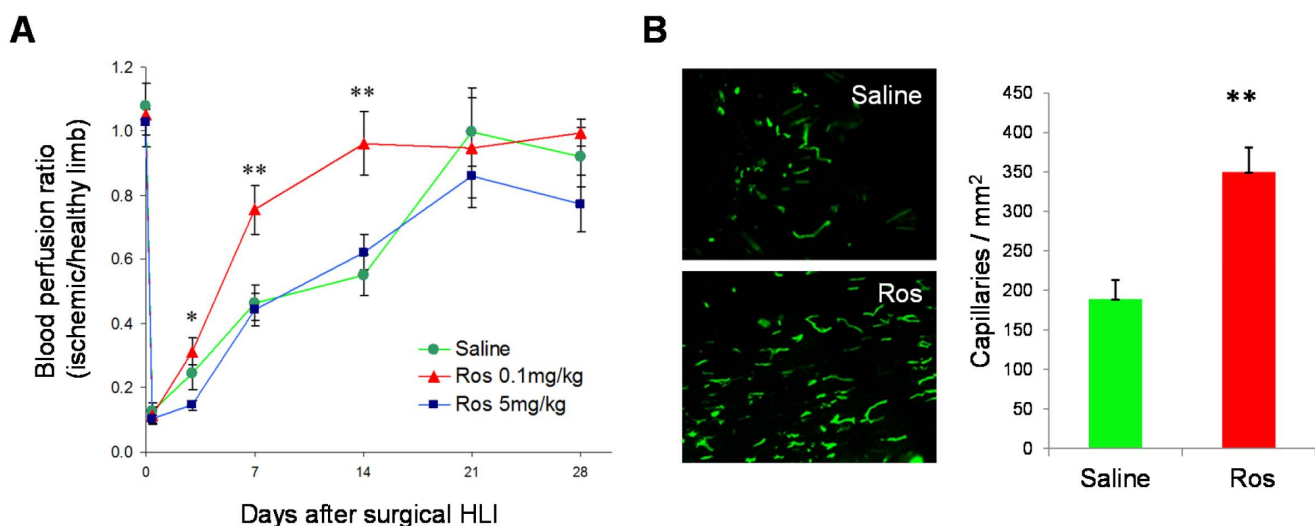 A
Blood perfusion ratio
(ischemic/healthy limb)
1.2
1.0
0.8
0.6
0.4
0.2
0.0
*
**
**
Saline
Ros 0.1mg/kg
Ros 5mg/kg
0 7 14 21 28
Days after surgical HLI
B
Saline
Ros
Capillaries / mm²
450
400
350
300
250
200
150
100
50
0
**
Saline Ros